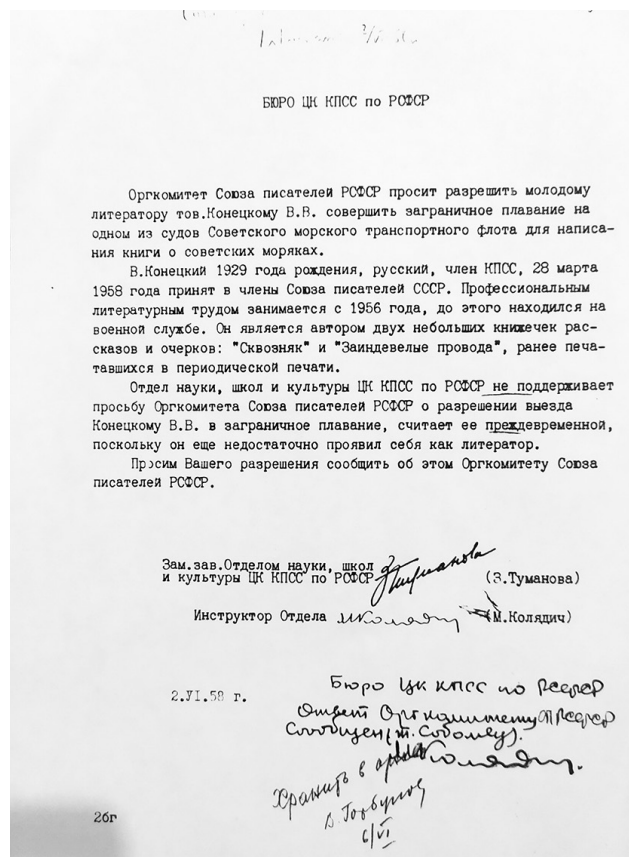 БЮРО ЦК КПСС по РСФСР
Оргкомитет Союза писателей РСФСР просит разрешить молодому
литератору тов.Конецкому В.В. совершить заграничное плавание на
одном из судов Советского морского транспортного флота для написа-
ния книги о советских моряках.
В.Конецкий 1929 года рождения, русский, член КПСС, 28 марта
1958 года принят в члены Союза писателей СССР. Профессиональным
литературным трудом занимается с 1956 года, до этого находился на
военной службе. Он является автором двух небольших книжечек рас-
сказов и очерков: "Сквозняк" и "Заиндевелые провода", ранее печа-
тавшихся в периодической печати.
Отдел науки, школ и культуры ЦК КПСС по РСФСР не поддерживает
просьбу Оргкомитета Союза писателей РСФСР о разрешении выезда
Конецкому В.В. в заграничное плавание, считает ее преждевременной,
поскольку он еще недостаточно проявил себя как литератор.
Просим Вашего разрешения сообщить об этом Оргкомитету Союза
писателей РСФСР.
Зам.зав.Отделом науки, школ
и культуры ЦК КПСС по РСФСР Туманова (З.Туманова)
Инструктор Отдела МКолядич (М.Колядич)
2.VI.58 г.
Бюро ЦК КПСС по РСФСР
Ответ Оргкомитету СП РСФСР
сообщен (т. Соболеву).
Колядич.
Хранить в архиве
6/VI
2бг